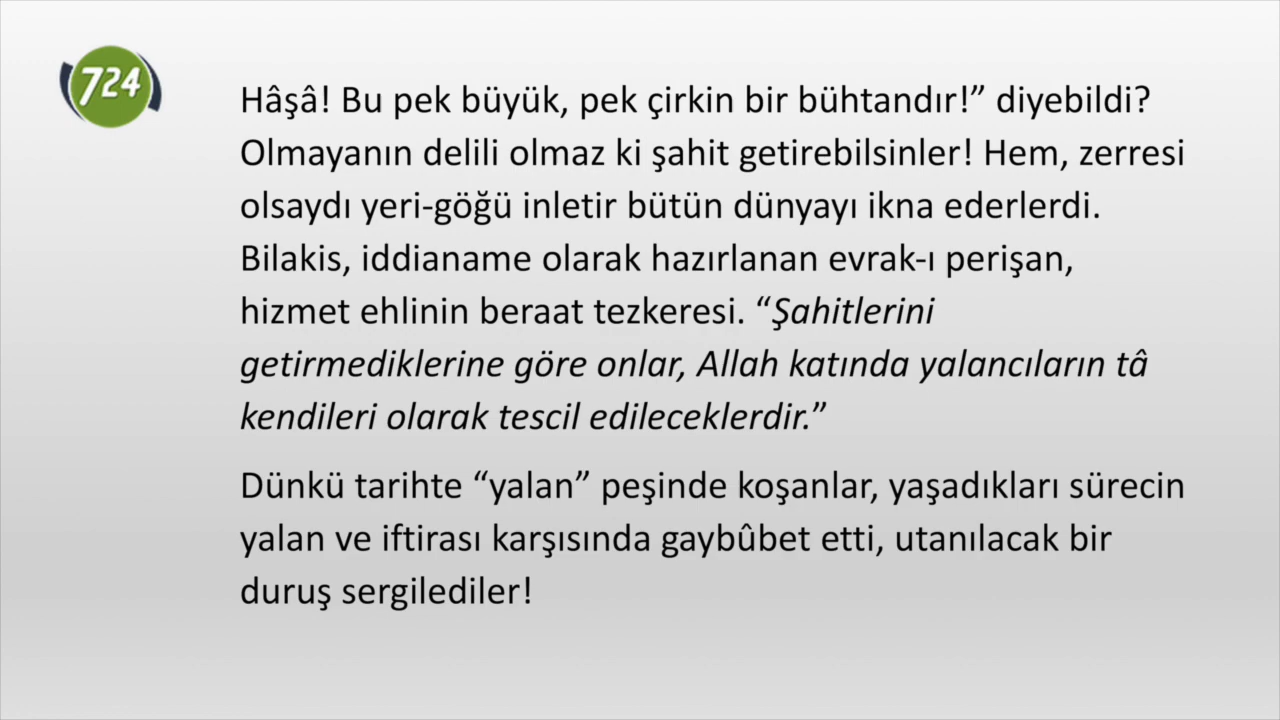 724
Hâşâ! Bu pek büyük, pek çirkin bir bühtandır!” diyebildi?
Olmayanın delili olmaz ki şahit getirebilsinler! Hem, zerresi
olsaydı yeri-göğü inletir bütün dünyayı ikna ederlerdi.
Bilakis, iddianame olarak hazırlanan evrak-ı perişan,
hizmet ehlinin beraat tezkeresi. “Şahitlerini
getirmediklerine göre onlar, Allah katında yalancıların tâ
kendileri olarak tescil edileceklerdir.”
Dünkü tarihte “yalan” peşinde koşanlar, yaşadıkları sürecin
yalan ve iftirası karşısında gaybûbet etti, utanılacak bir
duruş sergilediler!